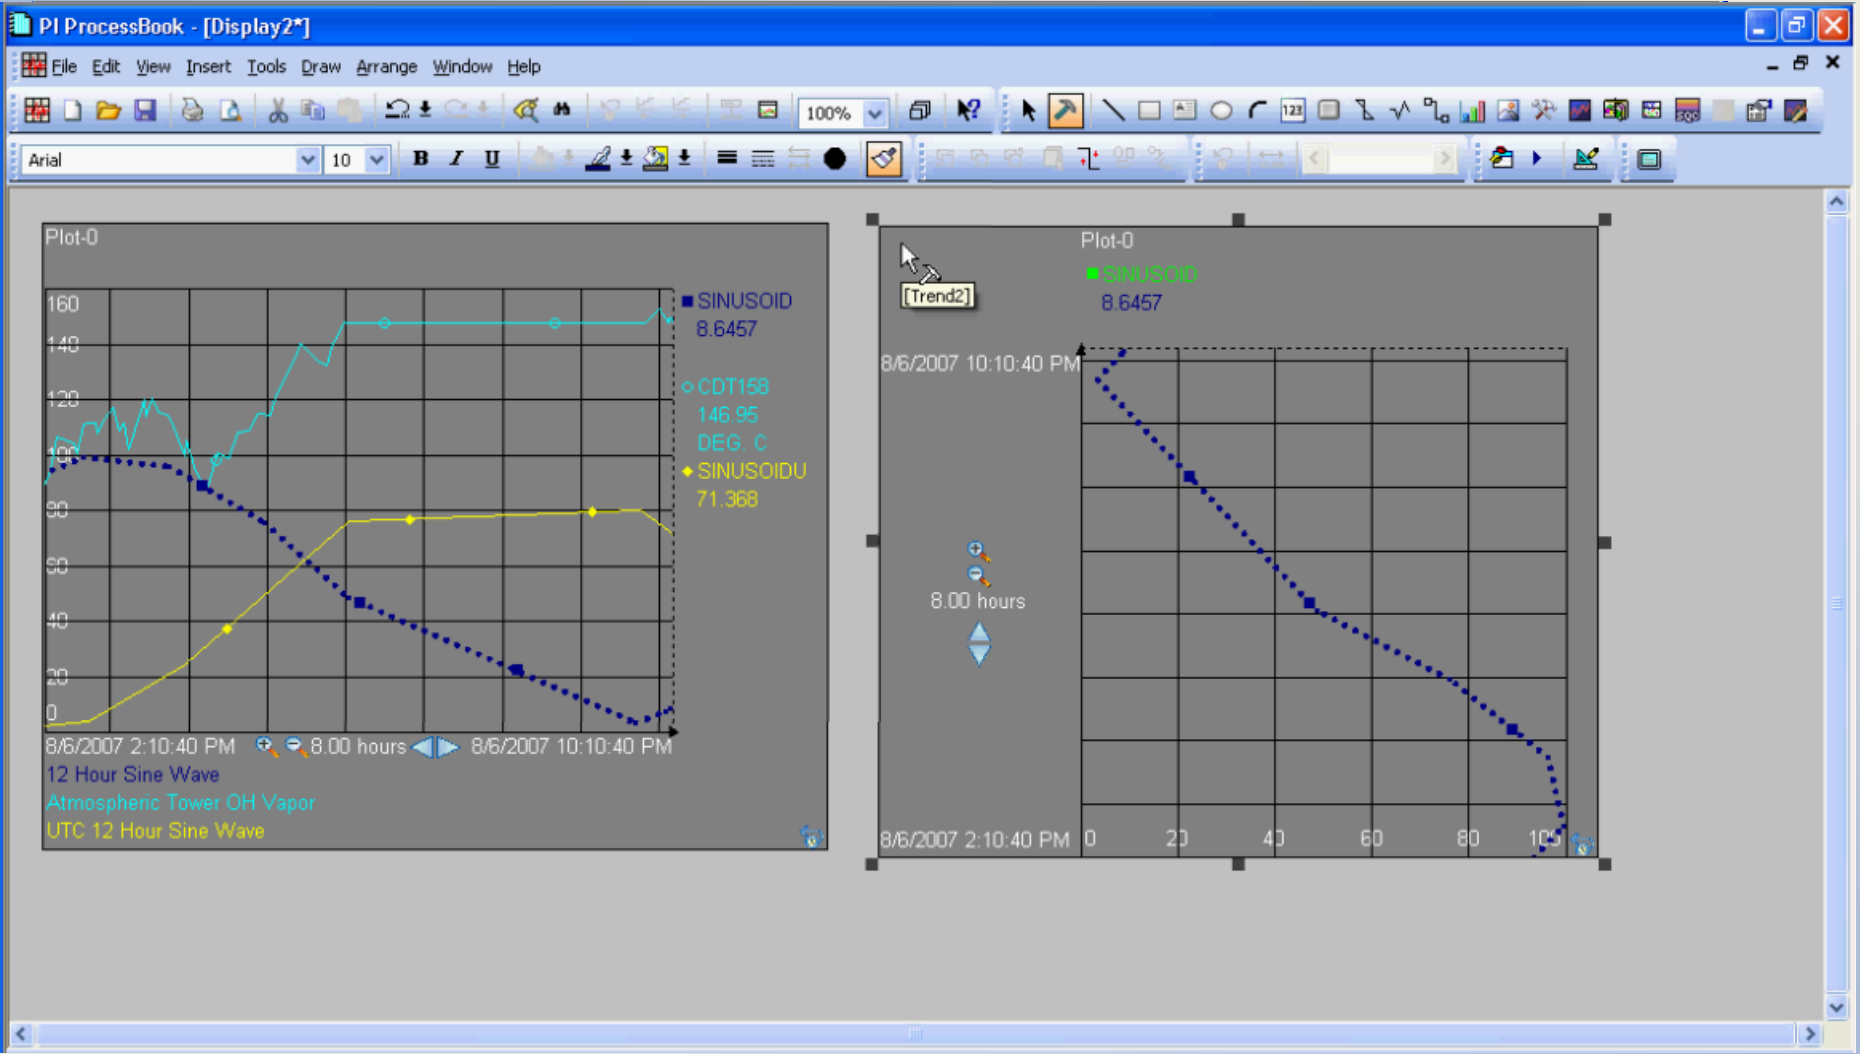 PI ProcessBook - [Display2*]
File Edit View Insert Tools Draw Arrange Window Help
100%
123
SQC
Arial 10 B I U
Plot-0
160
140
120
100
80
60
40
20
0
SINUSOID
8.6457
CDT158
146.95
DEG. C
SINUSOIDU
71.368
8/6/2007 2:10:40 PM 8.00 hours 8/6/2007 10:10:40 PM
12 Hour Sine Wave
Atmospheric Tower OH Vapor
UTC 12 Hour Sine Wave
Plot-0
SINUSOID
8.6457
[Trend2]
8/6/2007 10:10:40 PM
8.00 hours
8/6/2007 2:10:40 PM 0 20 40 60 80 100